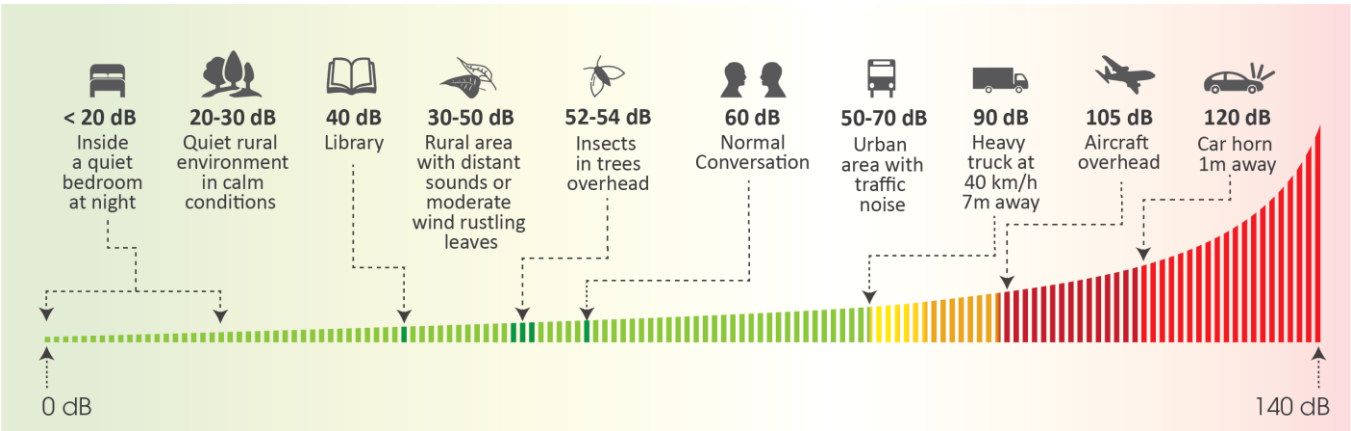 < 20 dB
Inside
a quiet
bedroom
at night
20-30 dB
Quiet rural
environment
in calm
conditions
40 dB
Library
30-50 dB
Rural area
with distant
sounds or
moderate
wind rustling
leaves
52-54 dB
Insects
in trees
overhead
60 dB
Normal
Conversation
50-70 dB
Urban
area with
traffic
noise
90 dB
Heavy
truck at
40 km/h
7m away
105 dB
Aircraft
overhead
120 dB
Car horn
1m away
0 dB
140 dB